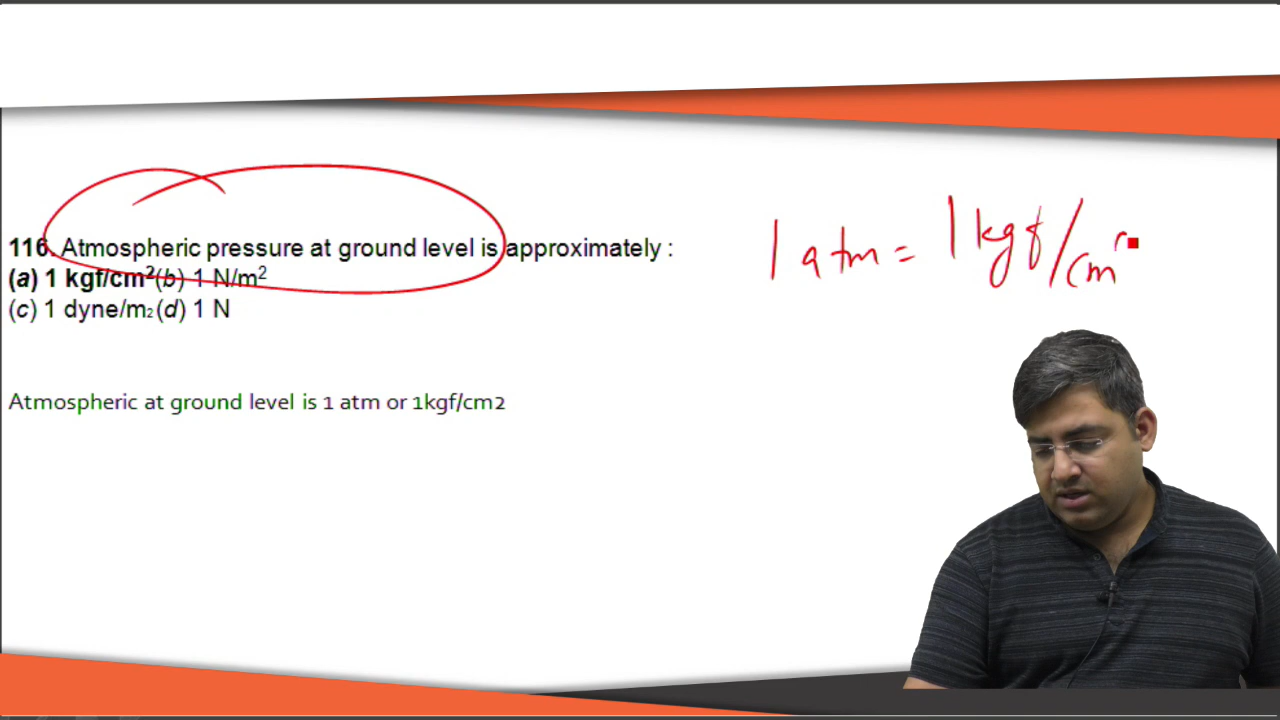 116. Atmospheric pressure at ground level is approximately :
(a) 1 kgf/cm² (b) 1 N/m²
(c) 1 dyne/m₂ (d) 1 N
1 atm = 1 kgf/cm
Atmospheric at ground level is 1 atm or 1kgf/cm2